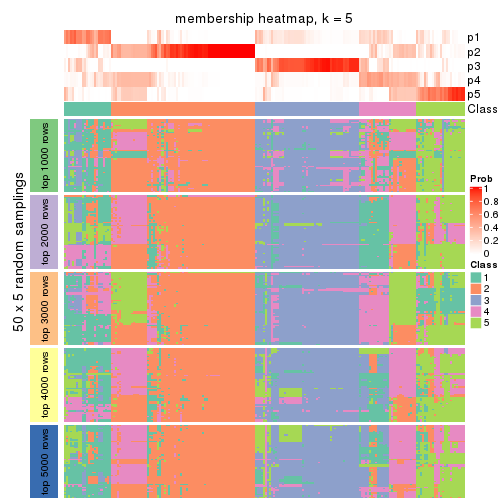 membership heatmap, k = 5
p1
p2
p3
p4
p5
Class
50 x 5 random samplings
top 1000 rows
top 2000 rows
top 3000 rows
top 4000 rows
top 5000 rows
Prob
1
0.8
0.6
0.4
0.2
0
Class
1
2
3
4
5